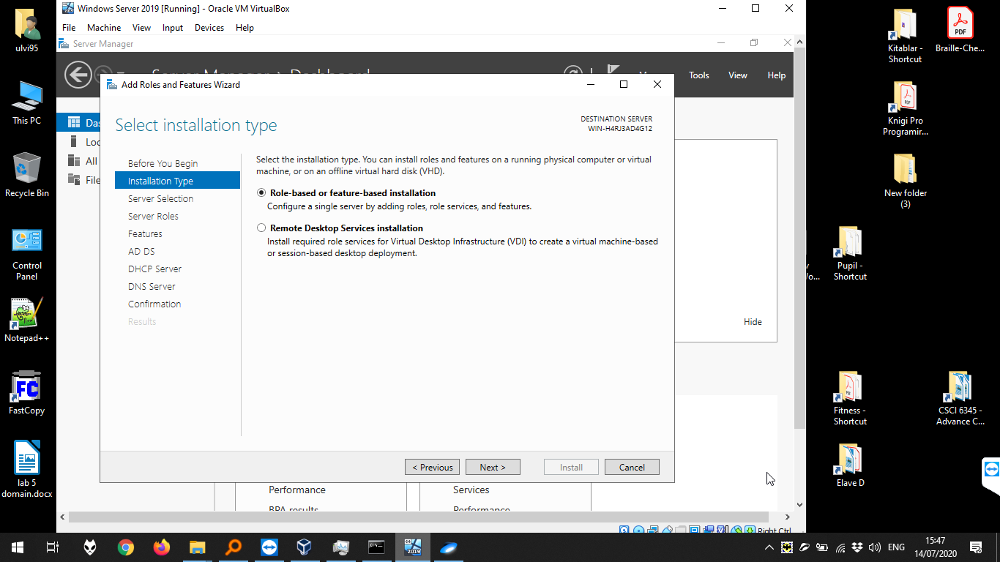 Windows Server 2019 [Running] - Oracle VM VirtualBox
File Machine View Input Devices Help
Server Manager
Server Manager › Dashboard
Tools View Help
Add Roles and Features Wizard
Select installation type
DESTINATION SERVER
WIN-H4RJ3AD4G12
Before You Begin
Installation Type
Server Selection
Server Roles
Features
AD DS
DHCP Server
DNS Server
Confirmation
Results
Select the installation type. You can install roles and features on a running physical computer or virtual
machine, or on an offline virtual hard disk (VHD).
Role-based or feature-based installation
Configure a single server by adding roles, role services, and features.
Remote Desktop Services installation
Install required role services for Virtual Desktop Infrastructure (VDI) to create a virtual machine-based
or session-based desktop deployment.
< Previous
Next >
Install
Cancel
All
Hide
Performance
BPA results
Services
Performance
Right Ctrl
ulvi95
This PC
Recycle Bin
Control
Panel
Notepad++
FastCopy
lab 5
domain.docx
Kitablar -
Shortcut
Braille-Che...
Knigi Pro
Programir...
New folder
(3)
Pupil -
Shortcut
Fitness -
Shortcut
CSCI 6345 -
Advance C...
Elave D
PDF
FC
2019
ENG
15:47
14/07/2020